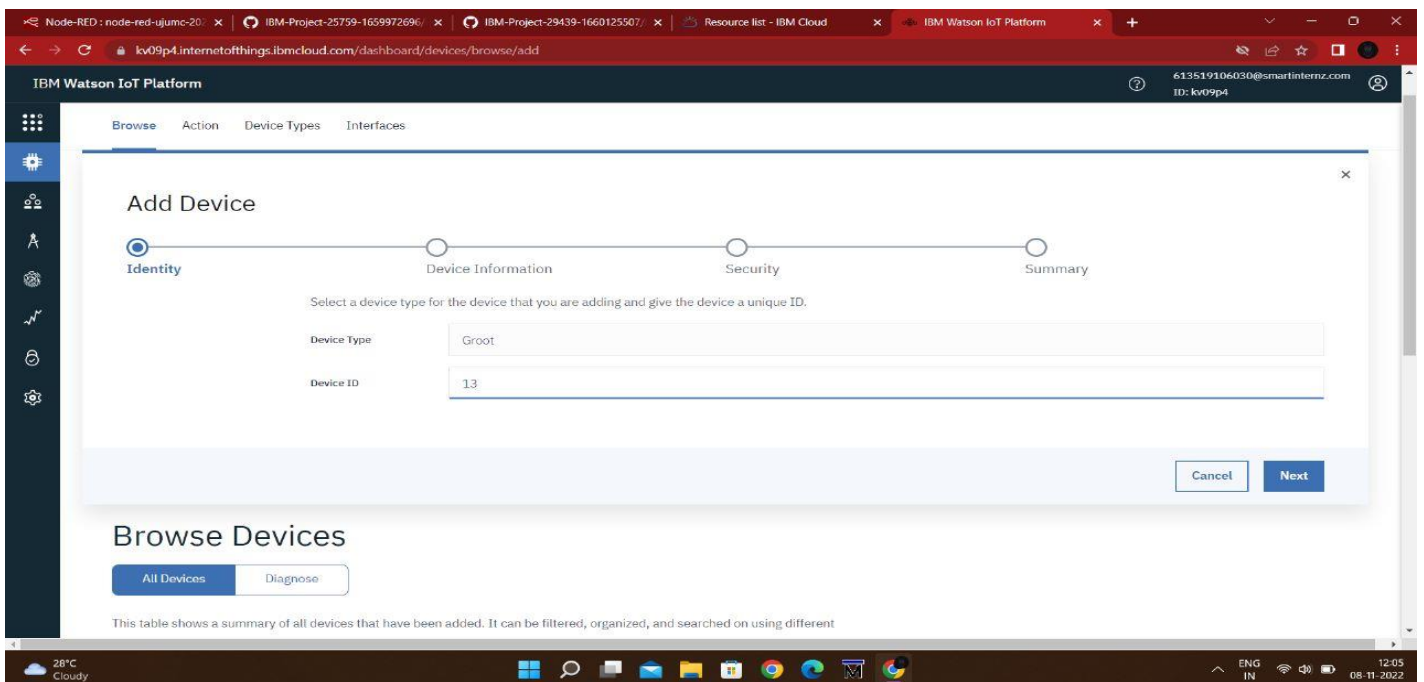 Node-RED : node-red-ujumc-202
IBM-Project-25759-1659972696/
IBM-Project-29439-1660125507/
Resource list - IBM Cloud
IBM Watson IoT Platform
kv09p4.internetofthings.ibmcloud.com/dashboard/devices/browse/add
IBM Watson IoT Platform
613519106030@smartinternz.com
ID: kv09p4
Browse Action Device Types Interfaces
Add Device
Identity Device Information Security Summary
Select a device type for the device that you are adding and give the device a unique ID.
Device Type Groot
Device ID 13
Cancel Next
Browse Devices
All Devices Diagnose
This table shows a summary of all devices that have been added. It can be filtered, organized, and searched on using different
28°C
Cloudy
ENG
IN
12:05
08-11-2022